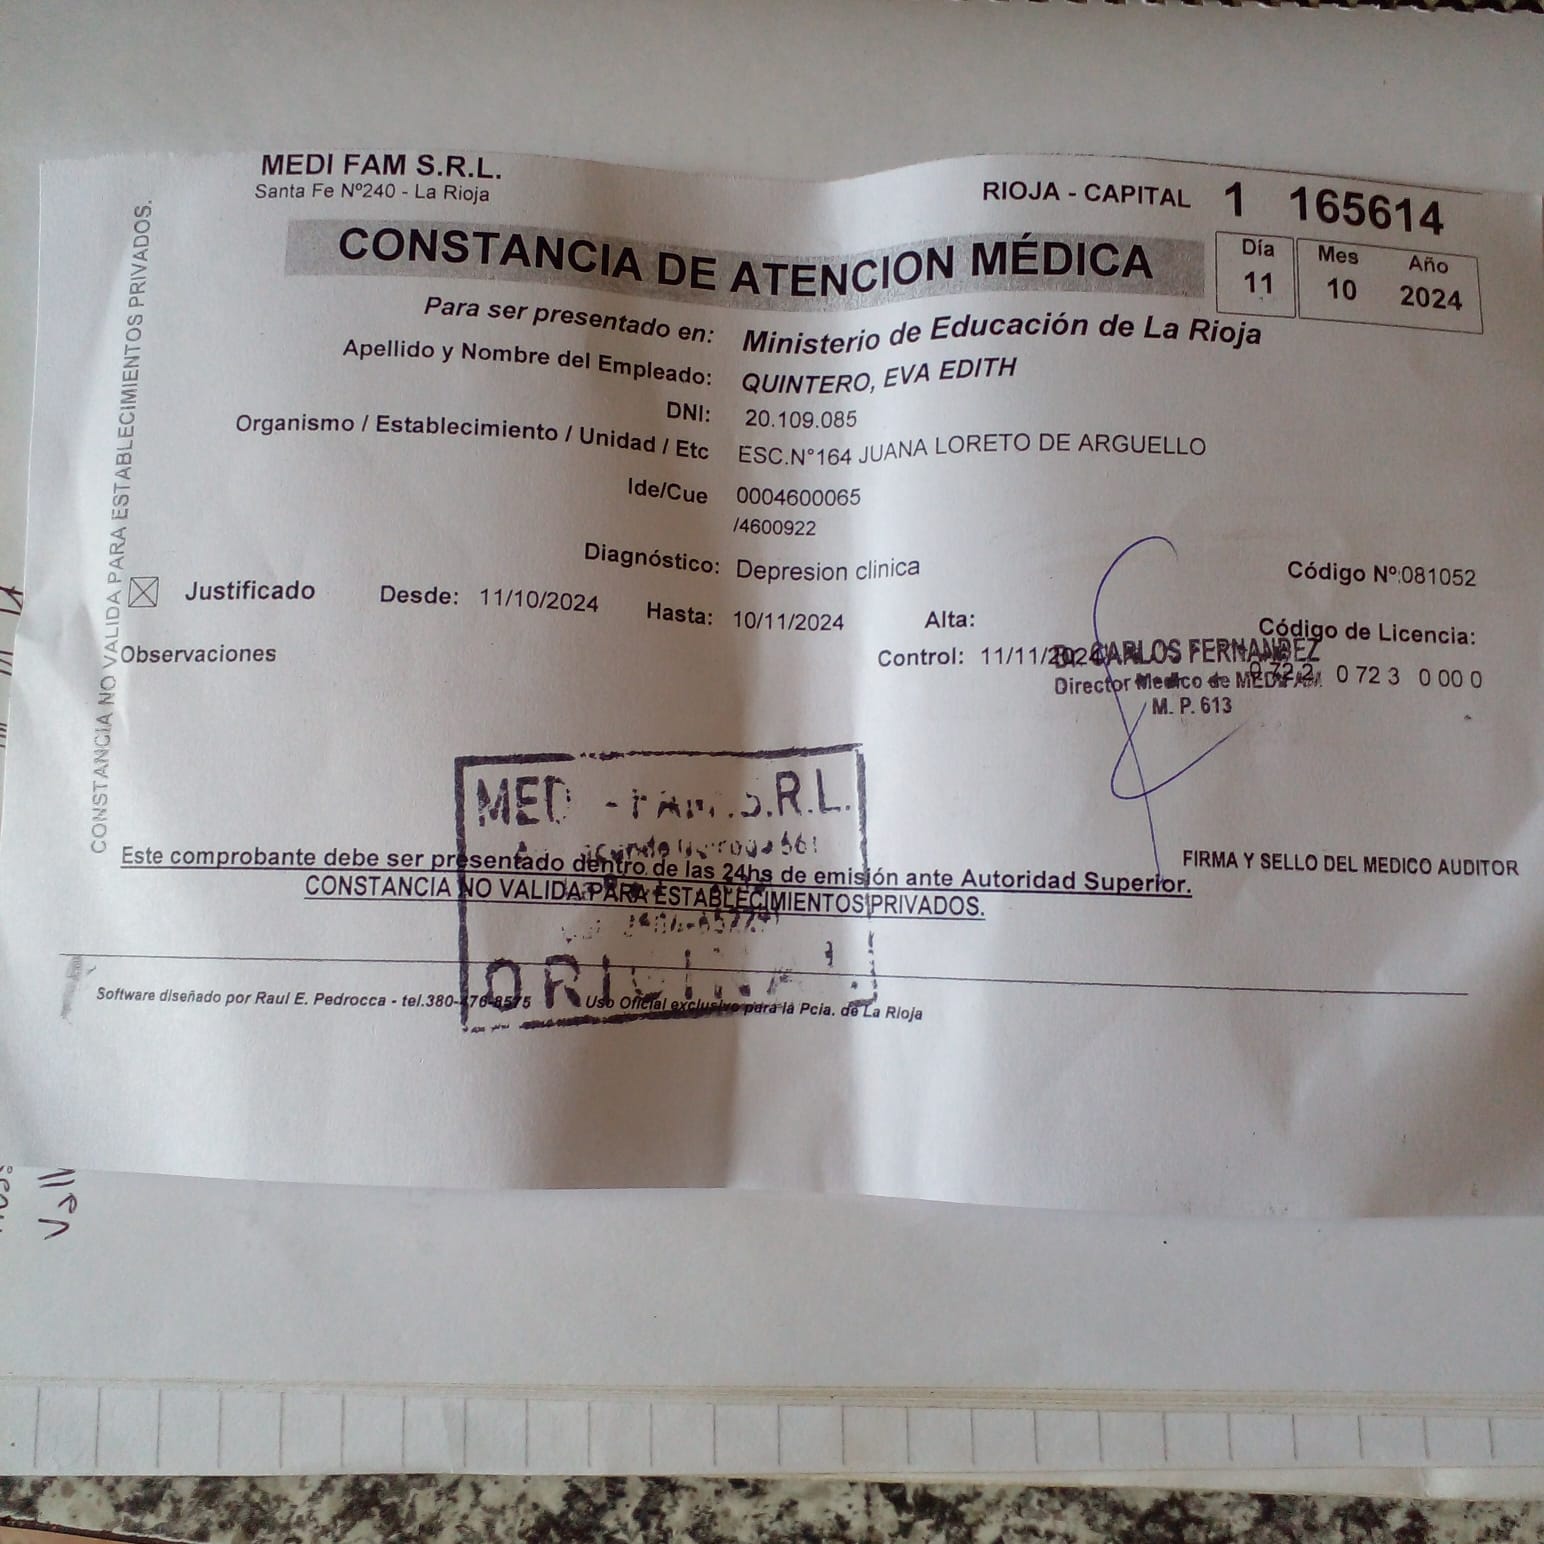 MEDI FAM S.R.L.
Santa Fe Nº240 - La Rioja
RIOJA - CAPITAL 1 165614
CONSTANCIA DE ATENCION MÉDICA
Día Mes Año
11 10 2024
Para ser presentado en: Ministerio de Educación de La Rioja
Apellido y Nombre del Empleado: QUINTERO, EVA EDITH
DNI: 20.109.085
Organismo / Establecimiento / Unidad / Etc ESC.N°164 JUANA LORETO DE ARGUELLO
Ide/Cue 0004600065
/4600922
Diagnóstico: Depresion clinica
Código Nº:081052
Justificado Desde: 11/10/2024 Hasta: 10/11/2024 Alta:
Código de Licencia:
Observaciones
Control: 11/11/2024
0 72 3 0 00 0
CARLOS FERNANDEZ
Director Medico de MEDIFAM
M. P. 613
S.R.L.
FIRMA Y SELLO DEL MEDICO AUDITOR
Este comprobante debe ser presentado dentro de las 24hs de emisión ante Autoridad Superior.
CONSTANCIA NO VALIDA PARA ESTABLECIMIENTOS PRIVADOS.
ORIGINAL
Software diseñado por Raul E. Pedrocca - tel.380-476-8575 Uso Oficial exclusivo para la Pcia. de La Rioja
CONSTANCIA NO VALIDA PARA ESTABLECIMIENTOS PRIVADOS.